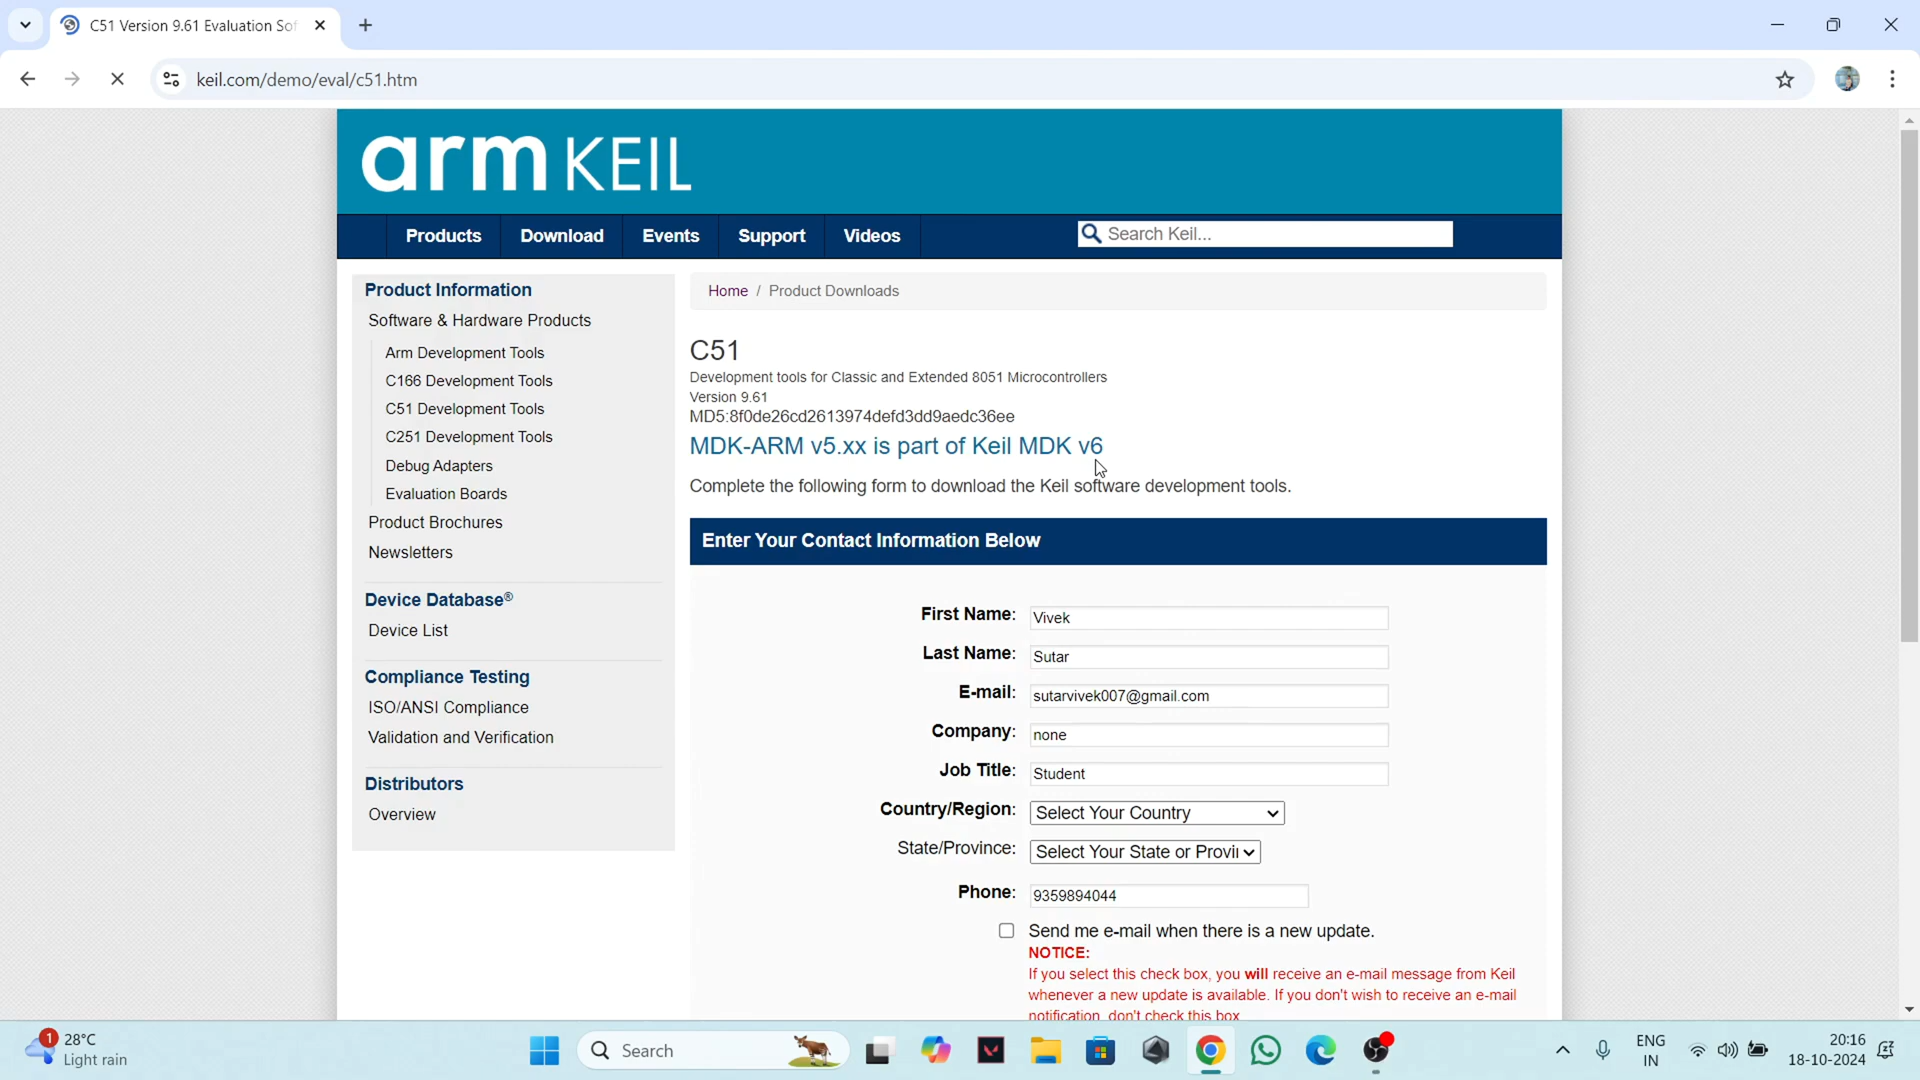 C51 Version 9.61 Evaluation Sof
keil.com/demo/eval/c51.htm
arm KEIL
Products Download Events Support Videos Search Keil...
Product Information
Software & Hardware Products
Arm Development Tools
C166 Development Tools
C51 Development Tools
C251 Development Tools
Debug Adapters
Evaluation Boards
Product Brochures
Newsletters
Device Database®
Device List
Compliance Testing
ISO/ANSI Compliance
Validation and Verification
Distributors
Overview
Home / Product Downloads
C51
Development tools for Classic and Extended 8051 Microcontrollers
Version 9.61
MD5:8f0de26cd2613974defd3dd9aedc36ee
MDK-ARM v5.xx is part of Keil MDK v6
Complete the following form to download the Keil software development tools.
Enter Your Contact Information Below
First Name: Vivek
Last Name: Sutar
E-mail: sutarvivek007@gmail.com
Company: none
Job Title: Student
Country/Region: Select Your Country
State/Province: Select Your State or Provi
Phone: 9359894044
Send me e-mail when there is a new update.
NOTICE:
If you select this check box, you will receive an e-mail message from Keil
whenever a new update is available. If you don't wish to receive an e-mail
notification, don't check this box.
1
28°C
Light rain
Search
ENG
IN
20:16
18-10-2024